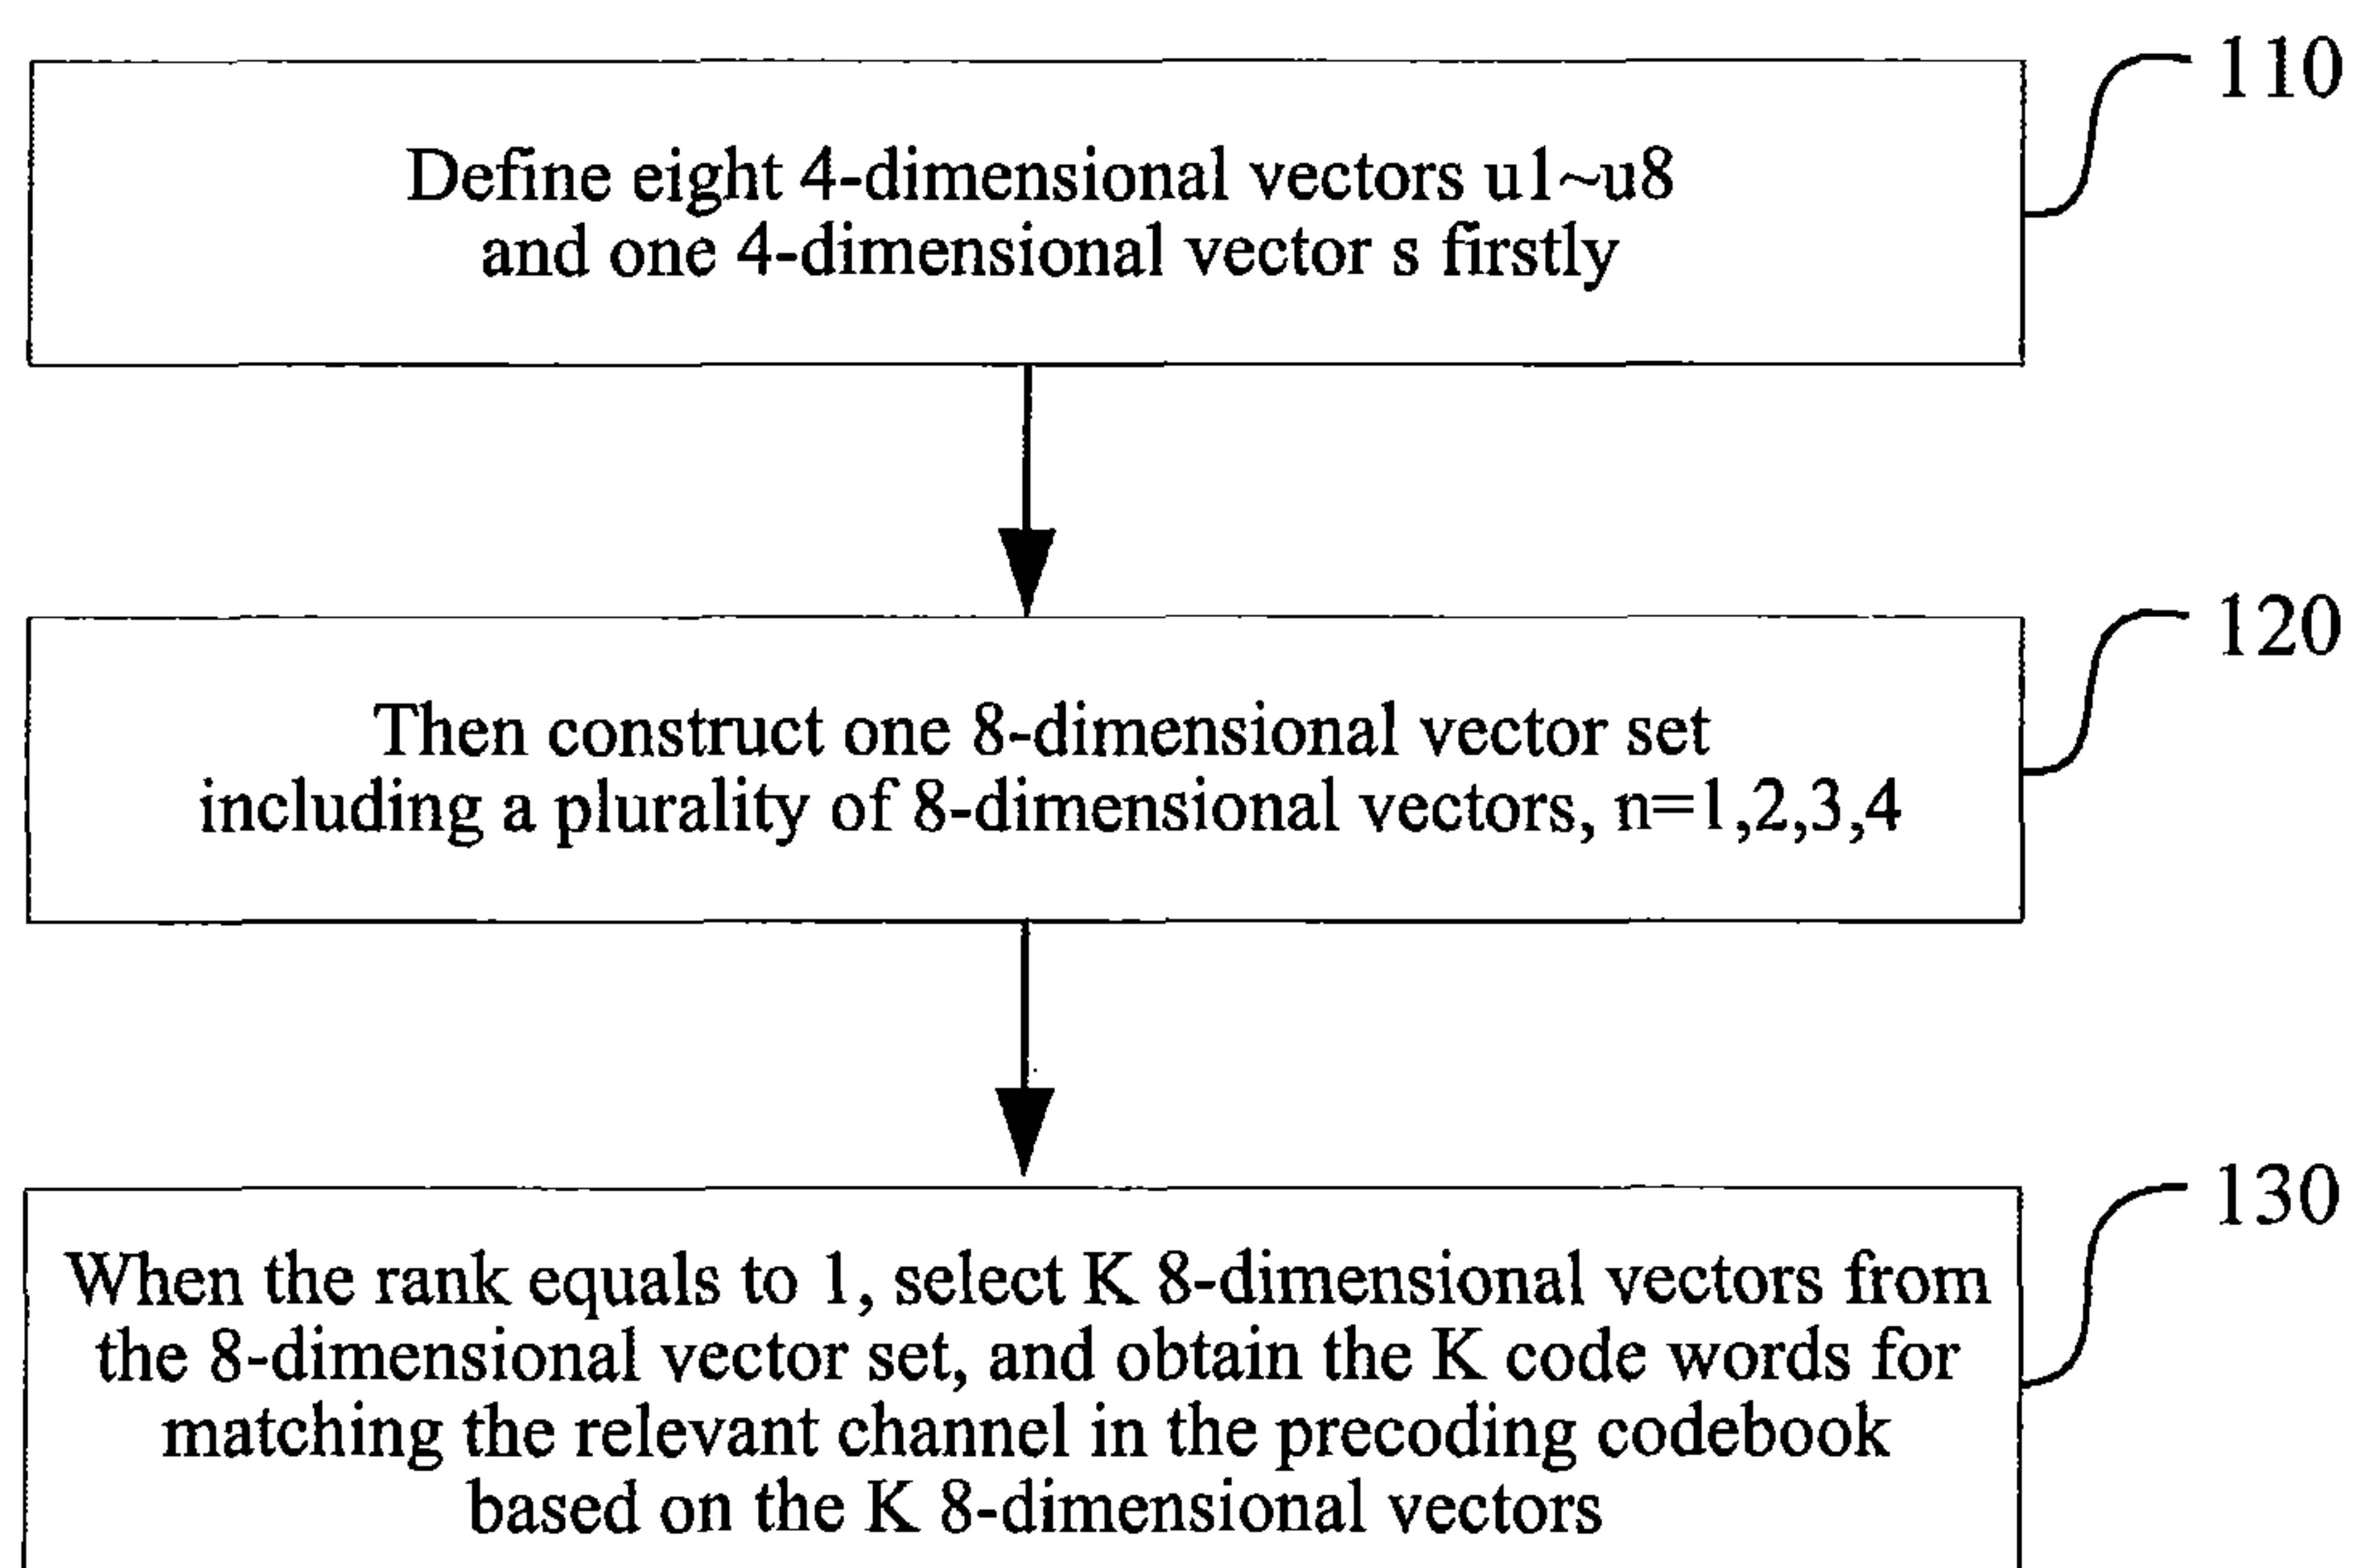 110
Define eight 4-dimensional vectors u1~u8
and one 4-dimensional vector s firstly
120
Then construct one 8-dimensional vector set
including a plurality of 8-dimensional vectors, n=1,2,3,4
130
When the rank equals to 1, select K 8-dimensional vectors from
the 8-dimensional vector set, and obtain the K code words for
matching the relevant channel in the precoding codebook
based on the K 8-dimensional vectors